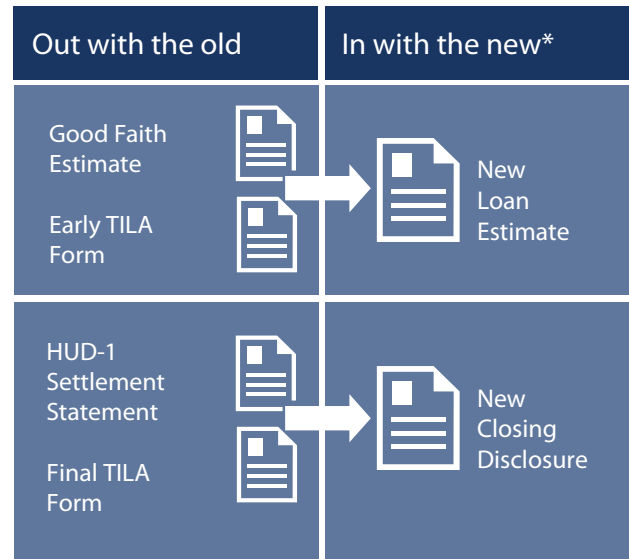 Out with the old
In with the new*
Good Faith
Estimate
Early TILA
Form
New
Loan
Estimate
HUD-1
Settlement
Statement
Final TILA
Form
New
Closing
Disclosure